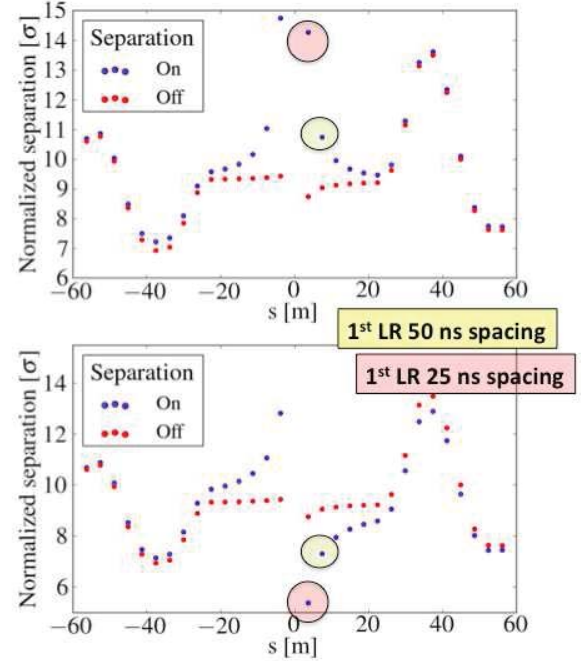 15
14
13
12
11
10
9
8
7
6
Normalized separation [σ]
Separation
On
Off
−60
−40
−20
0
20
40
60
s [m]
1st LR 50 ns spacing
1st LR 25 ns spacing
14
12
10
8
6
Normalized separation [σ]
Separation
On
Off
−60
−40
−20
0
20
40
60
s [m]